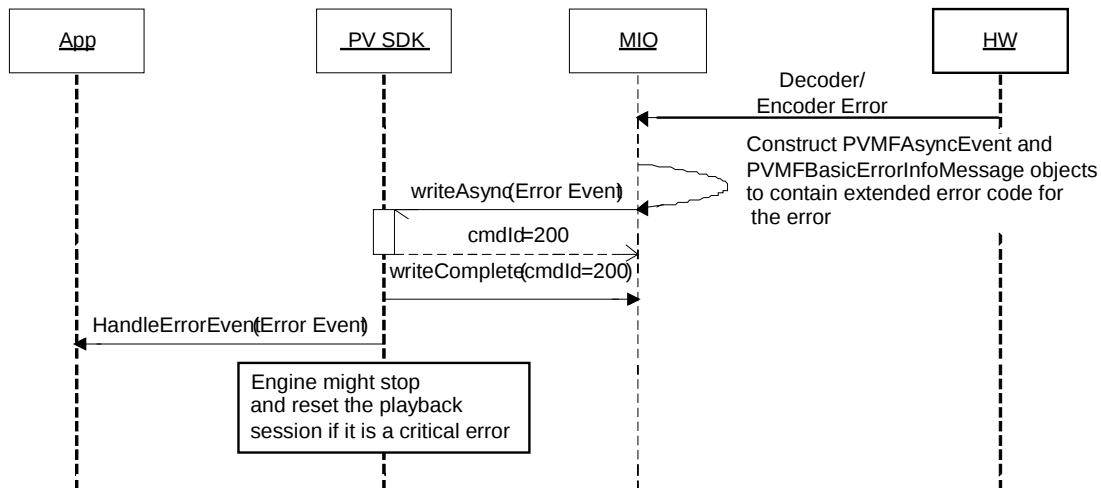 App
PV SDK
MIO
HW
Decoder/
Encoder Error
Construct PVMFAsyncEvent and
PVMFBasicErrorInfoMessage objects
to contain extended error code for
the error
writeAsync(Error Event)
cmdId=200
writeComplete(cmdId=200)
HandleErrorEvent(Error Event)
Engine might stop
and reset the playback
session if it is a critical error